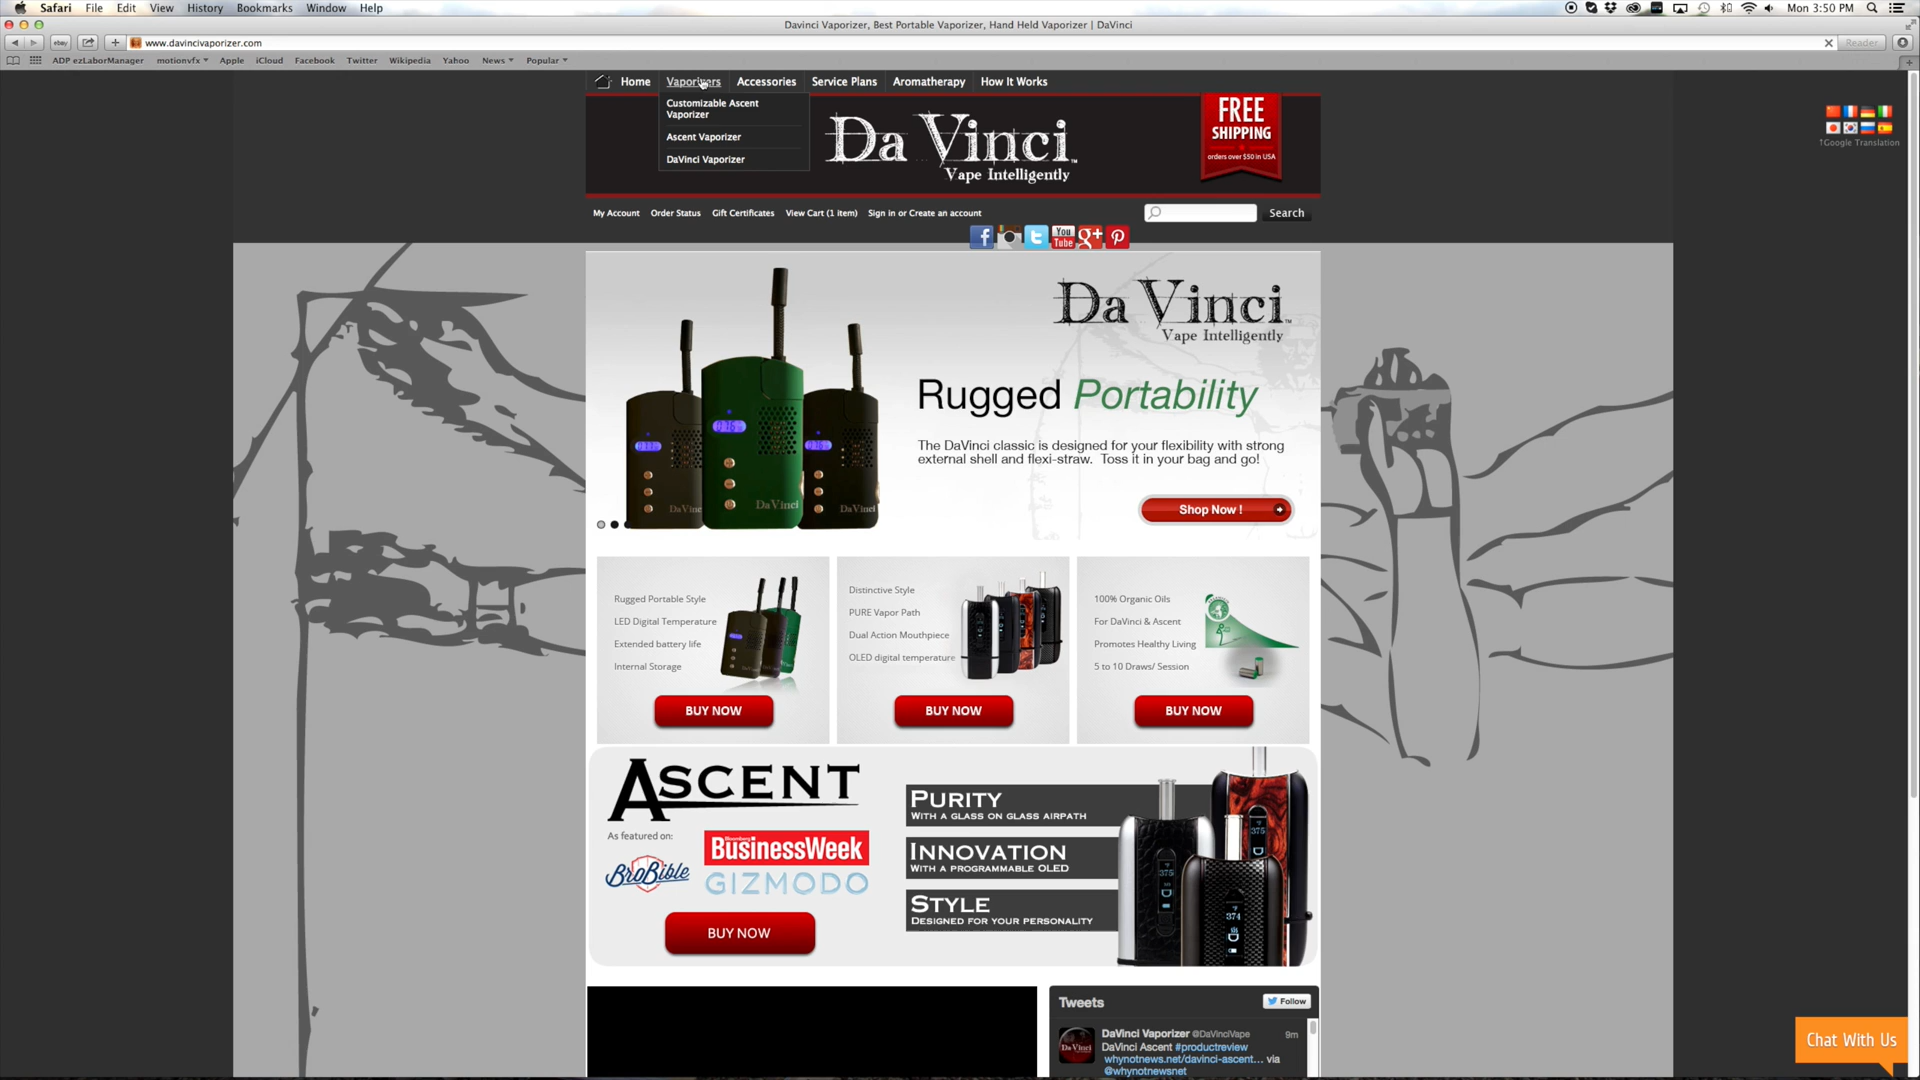 Safari File Edit View History Bookmarks Window Help
Mon 3:50 PM
Davinci Vaporizer, Best Portable Vaporizer, Hand Held Vaporizer | DaVinci
ebay
www.davincivaporizer.com
Reader
ADP ezLaborManager motionvfx Apple iCloud Facebook Twitter Wikipedia Yahoo News Popular
Home Vaporizers Accessories Service Plans Aromatherapy How It Works
Customizable Ascent
Vaporizer
Ascent Vaporizer
DaVinci Vaporizer
Da Vinci™
Vape Intelligently
FREE
SHIPPING
orders over $50 in USA
↑Google Translation
My Account Order Status Gift Certificates View Cart (1 item) Sign in or Create an account
Search
You
Tube
g+
Da Vinci™
Vape Intelligently
Rugged Portability
The DaVinci classic is designed for your flexibility with strong
external shell and flexi-straw. Toss it in your bag and go!
Shop Now !
DaVinci
Rugged Portable Style
LED Digital Temperature
Extended battery life
Internal Storage
BUY NOW
Distinctive Style
PURE Vapor Path
Dual Action Mouthpiece
OLED digital temperature
BUY NOW
100% Organic Oils
For DaVinci & Ascent
Promotes Healthy Living
5 to 10 Draws/ Session
BUY NOW
ASCENT
As featured on:
BroBible
Bloomberg
BusinessWeek
GIZMODO
BUY NOW
PURITY
WITH A GLASS ON GLASS AIRPATH
INNOVATION
WITH A PROGRAMMABLE OLED
STYLE
DESIGNED FOR YOUR PERSONALITY
375
375
374
Tweets
Follow
DaVinci Vaporizer @DaVinciVape 9m
DaVinci Ascent #productreview
whynotnews.net/davinci-ascent... via
@whynotnewsnet
Chat With Us